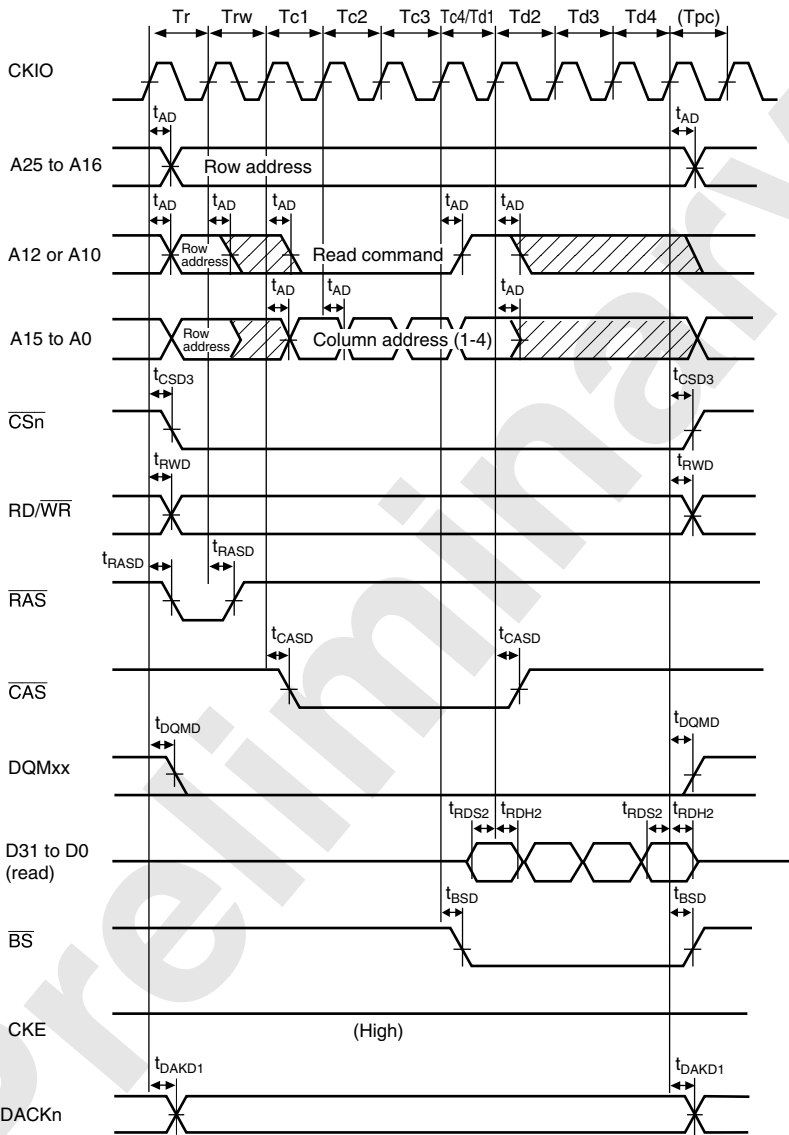 Tr Trw Tc1 Tc2 Tc3 Tc4/Td1 Td2 Td3 Td4 (Tpc)
CKIO
tAD tAD
A25 to A16 Row address
tAD tAD tAD tAD tAD
A12 or A10 Row address Read command
tAD tAD tAD
A15 to A0 Row address Column address (1-4)
tCSD3 tCSD3
CSn
tRWD tRWD
RD/WR
tRASD tRASD
RAS
tCASD tCASD
CAS
tDQMD tDQMD
DQMxx
tRDS2 tRDH2 tRDS2 tRDH2
D31 to D0
(read)
tBSD tBSD
BS
CKE (High)
tDAKD1 tDAKD1
DACKn
Preliminary